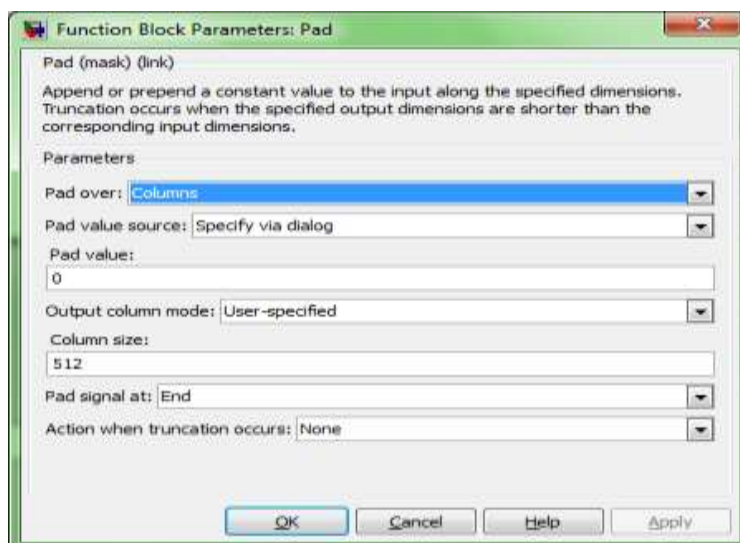 Function Block Parameters: Pad
Pad (mask) (link)
Append or prepend a constant value to the input along the specified dimensions.
Truncation occurs when the specified output dimensions are shorter than the
corresponding input dimensions.
Parameters
Pad over: Columns
Pad value source: Specify via dialog
Pad value:
0
Output column mode: User-specified
Column size:
512
Pad signal at: End
Action when truncation occurs: None
OK Cancel Help Apply